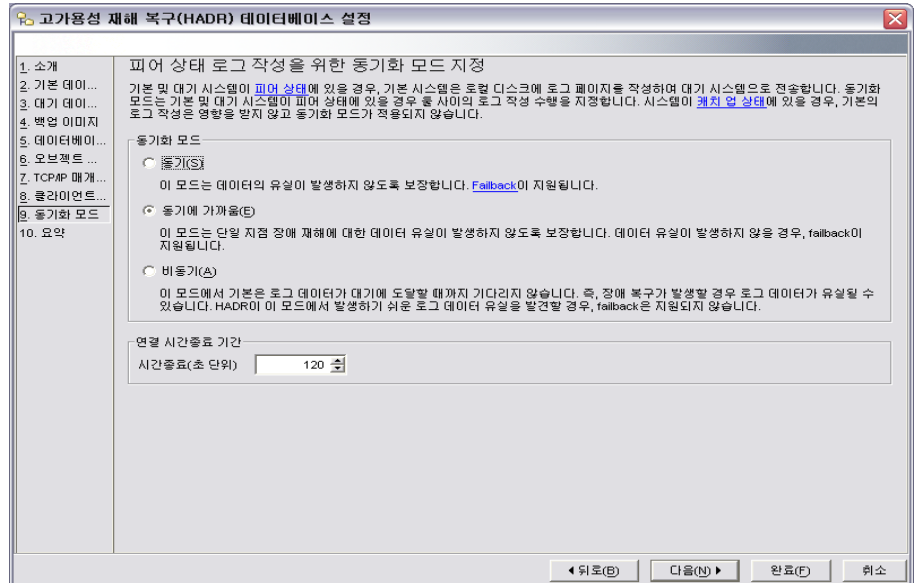 고가용성 재해 복구(HADR) 데이터베이스 설정
1. 소개
2. 기본 데이...
3. 대기 데이...
4. 백업 이미지
5. 데이터베이...
6. 오브젝트 ...
7. TCP/IP 매개...
8. 클라이언트...
9. 동기화 모드
10. 요약
피어 상태 로그 작성을 위한 동기화 모드 지정
기본 및 대기 시스템이 피어 상태에 있을 경우, 기본 시스템은 로컬 디스크에 로그 페이지를 작성하며 대기 시스템으로 전송합니다. 동기화
모드는 기본 및 대기 시스템이 피어 상태에 있을 경우 둘 사이의 로그 작성 수행을 지정합니다. 시스템이 캐치 업 상태에 있을 경우, 기본의
로그 작성은 영향을 받지 않고 동기화 모드가 적용되지 않습니다.
동기화 모드
동기(S)
이 모드는 데이터의 유실이 발생하지 않도록 보장합니다. Failback이 지원됩니다.
동기에 가까움(E)
이 모드는 단일 지점 장애 재해에 대한 데이터 유실이 발생하지 않도록 보장합니다. 데이터 유실이 발생하지 않을 경우, failback이
지원됩니다.
비동기(A)
이 모드에서 기본은 로그 데이터가 대기에 도달할 때까지 기다리지 않습니다. 즉, 장애 복구가 발생할 경우 로그 데이터가 유실될 수
있습니다. HADR이 이 모드에서 발생하기 쉬운 로그 데이터 유실을 발견할 경우, failback은 지원되지 않습니다.
연결 시간종료 기간
시간종료(초 단위) 120
뒤로(B) 다음(N) 완료(F) 취소